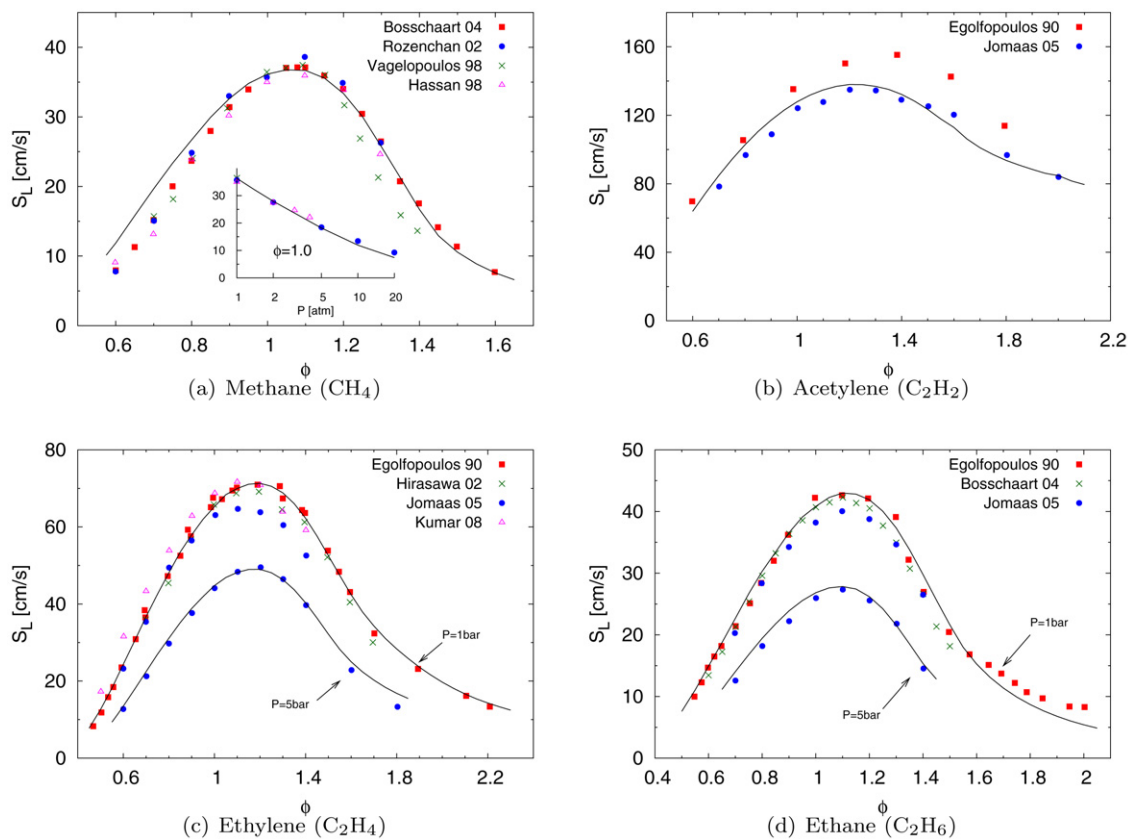 Bosschaart 04
Rozenchan 02
Vagelopoulos 98
Hassan 98
S_L [cm/s]
40
30
20
10
0
30
20
10
0
ϕ=1.0
1
2
5
10
20
P [atm]
0.6
0.8
1
1.2
1.4
1.6
ϕ
(a) Methane (CH₄)
Egolfopoulos 90
Jomaas 05
S_L [cm/s]
160
120
80
40
0
0.6
1
1.4
1.8
2.2
ϕ
(b) Acetylene (C₂H₂)
Egolfopoulos 90
Hirasawa 02
Jomaas 05
Kumar 08
S_L [cm/s]
80
60
40
20
0
P=1bar
P=5bar
0.6
1
1.4
1.8
2.2
ϕ
(c) Ethylene (C₂H₄)
Egolfopoulos 90
Bosschaart 04
Jomaas 05
S_L [cm/s]
50
40
30
20
10
0
P=1bar
P=5bar
0.4
0.6
0.8
1
1.2
1.4
1.6
1.8
2
ϕ
(d) Ethane (C₂H₆)